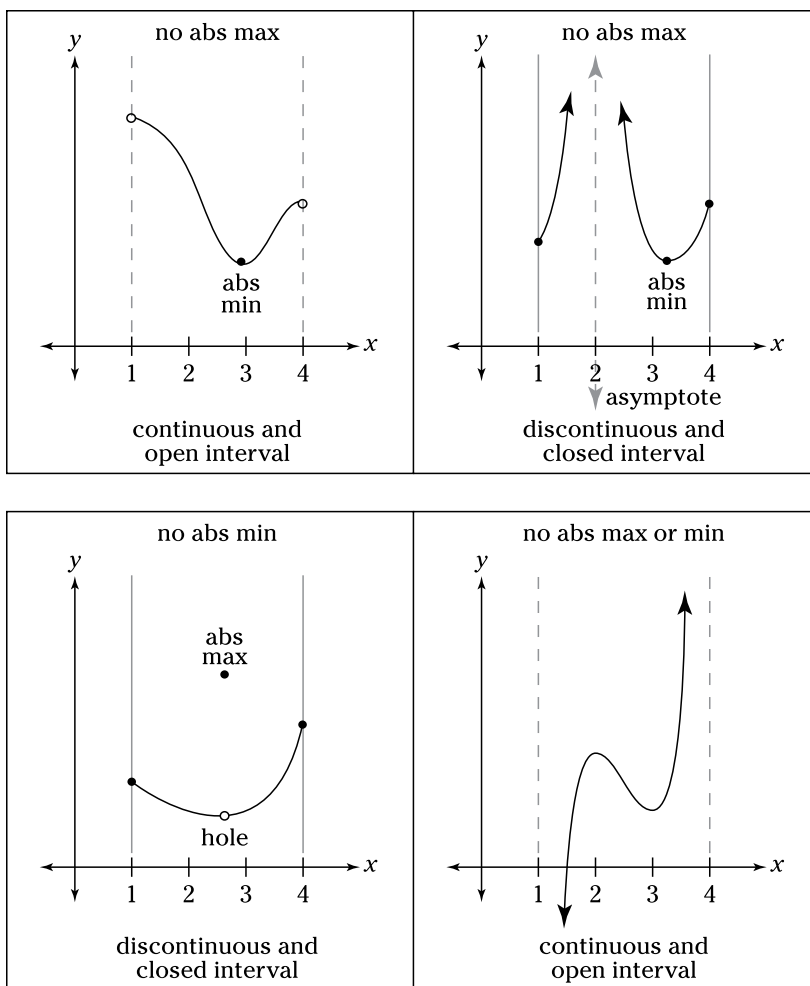 no abs max
y
abs
min
x
1 2 3 4
continuous and
open interval
no abs max
y
abs
min
x
1 2 3 4
asymptote
discontinuous and
closed interval
no abs min
y
abs
max
hole
x
1 2 3 4
discontinuous and
closed interval
no abs max or min
y
x
1 2 3 4
continuous and
open interval